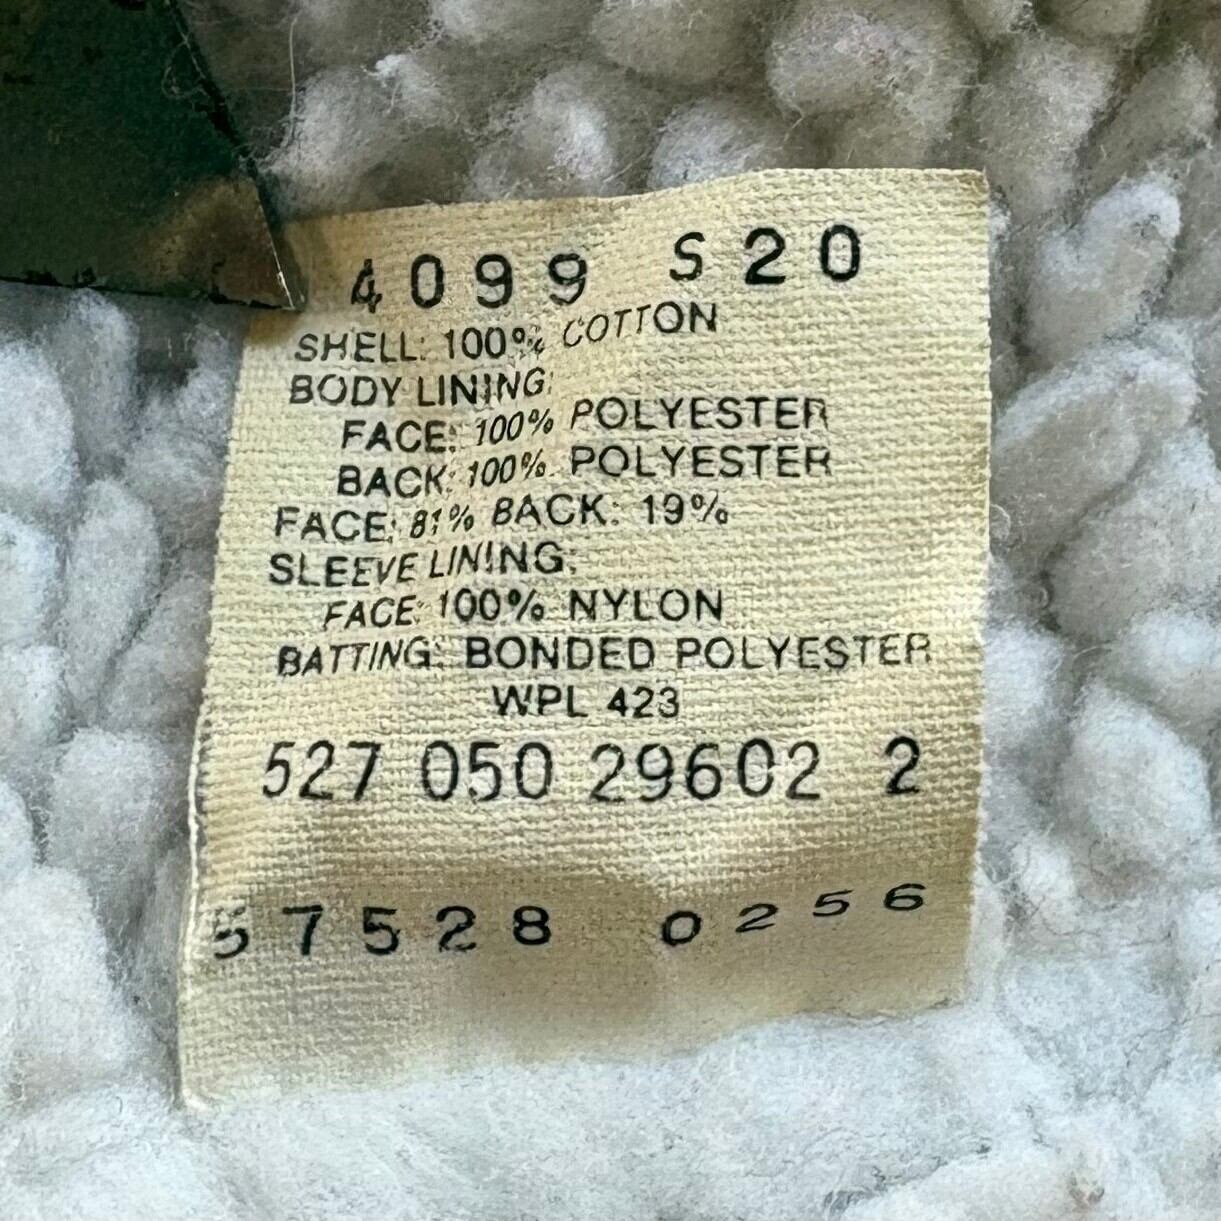 4099 S20
SHELL: 100% COTTON
BODY LINING:
FACE: 100% POLYESTER
BACK: 100% POLYESTER
FACE: 81% BACK: 19%
SLEEVE LINING:
FACE: 100% NYLON
BATTING: BONDED POLYESTER
WPL 423
527 050 29602 2
57528 0256